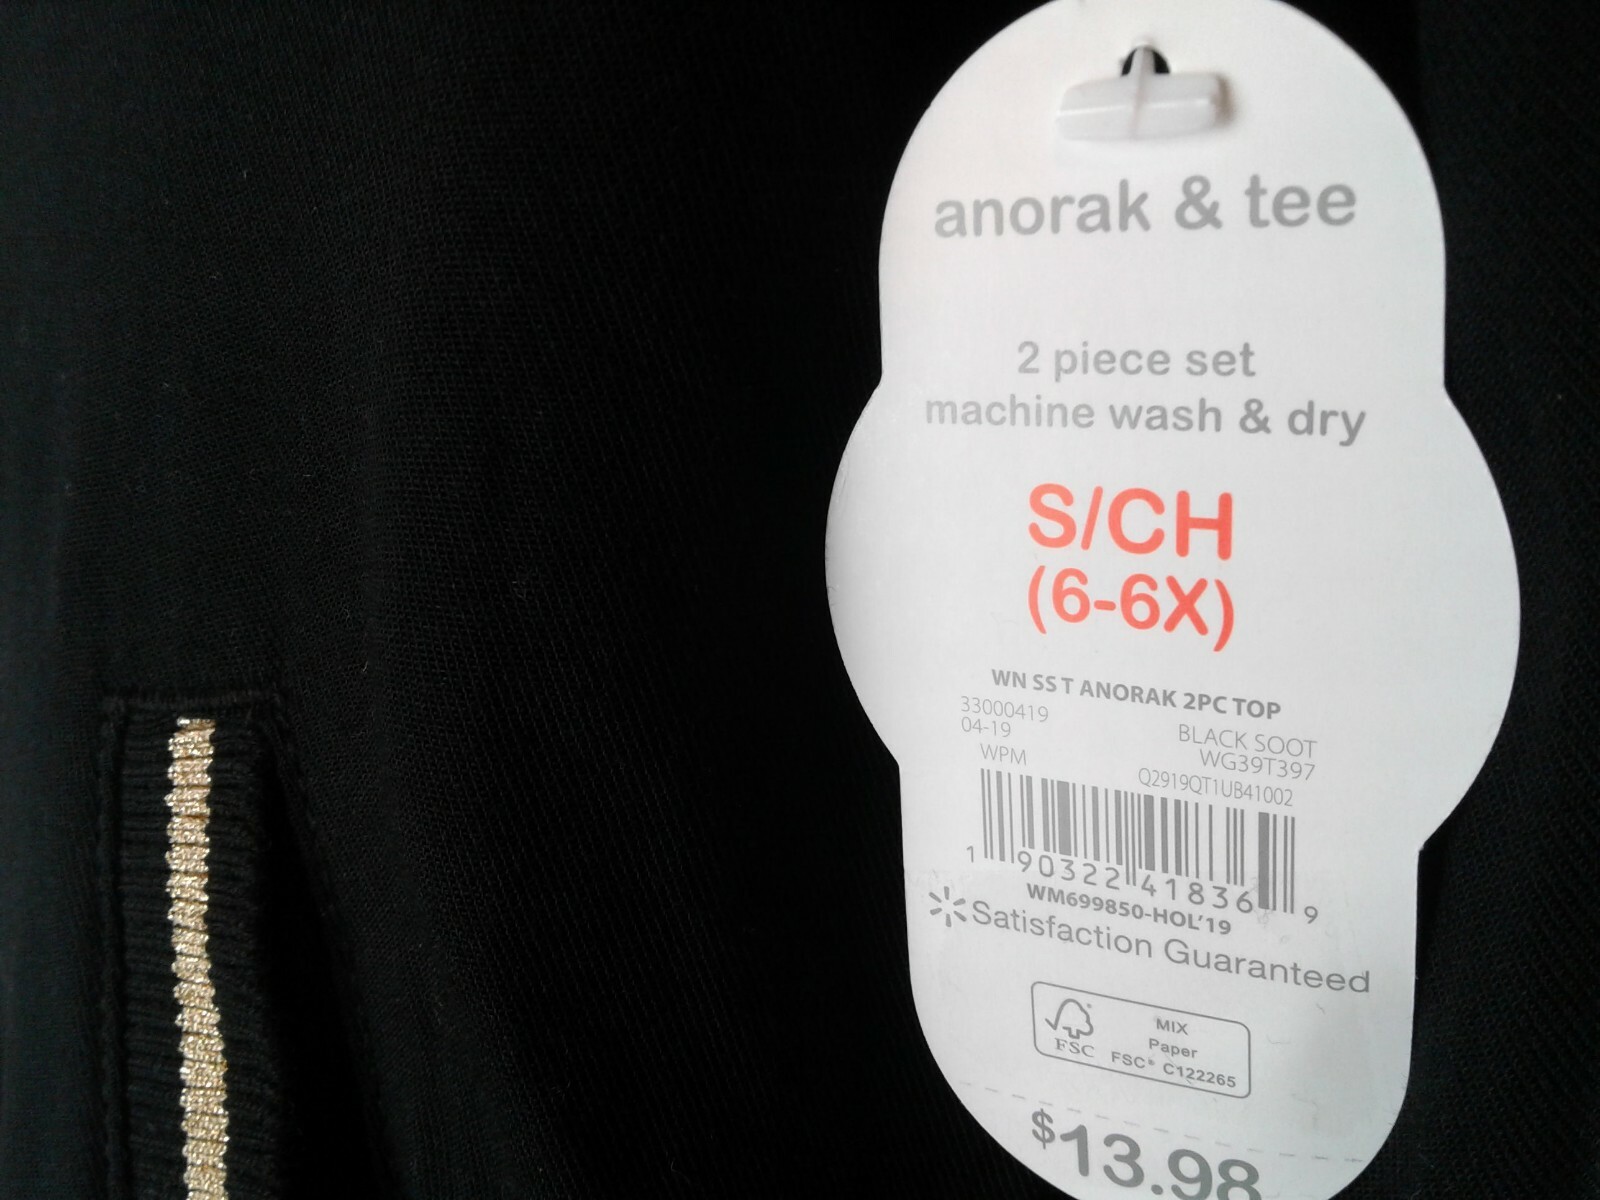 anorak & tee
2 piece set
machine wash & dry
S/CH
(6-6X)
WN SS T ANORAK 2PC TOP
33000419
04-19
BLACK SOOT
WPM
WG39T397
Q2919QT1UB41002
1 90322 41836 9
WM699850-HOL'19
Satisfaction Guaranteed
FSC
MIX
Paper
FSC® C122265
$13.98